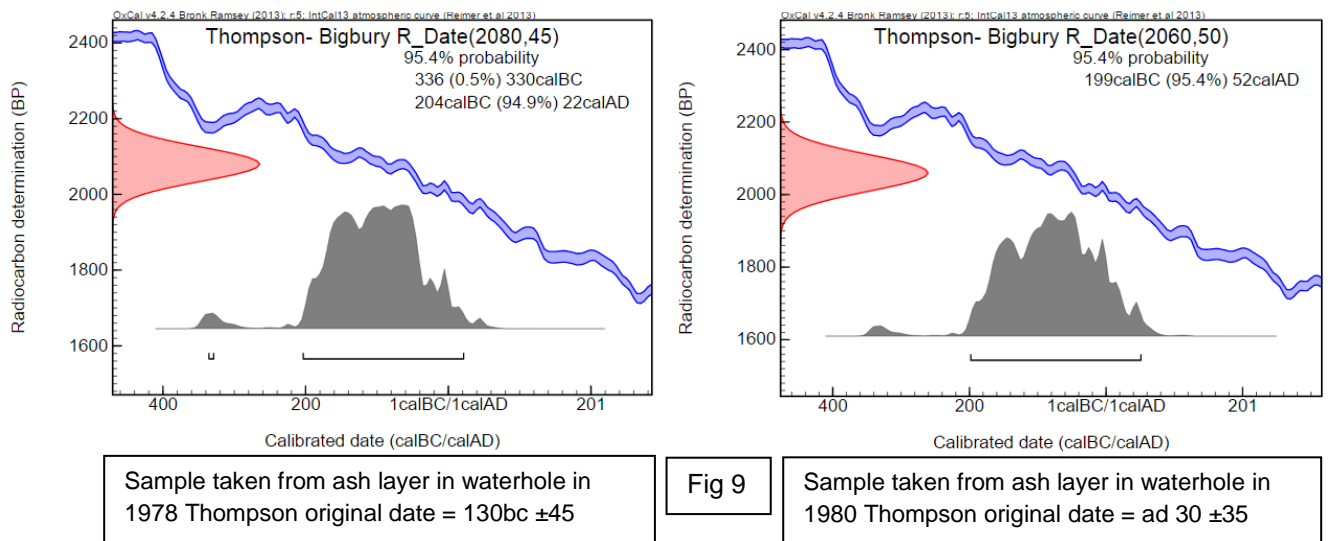 OxCal v4.2.4 Bronk Ramsey (2013); r:5; IntCal13 atmospheric curve (Reimer et al 2013)
Thompson- Bigbury R_Date(2080,45)
95.4% probability
336 (0.5%) 330calBC
204calBC (94.9%) 22calAD
Radiocarbon determination (BP)
2400
2200
2000
1800
1600
400
200
1calBC/1calAD
201
Calibrated date (calBC/calAD)
OxCal v4.2.4 Bronk Ramsey (2013); r:5; IntCal13 atmospheric curve (Reimer et al 2013)
Thompson- Bigbury R_Date(2060,50)
95.4% probability
199calBC (95.4%) 52calAD
Radiocarbon determination (BP)
2400
2200
2000
1800
1600
400
200
1calBC/1calAD
201
Calibrated date (calBC/calAD)
Sample taken from ash layer in waterhole in
1978 Thompson original date = 130bc ±45
Fig 9
Sample taken from ash layer in waterhole in
1980 Thompson original date = ad 30 ±35